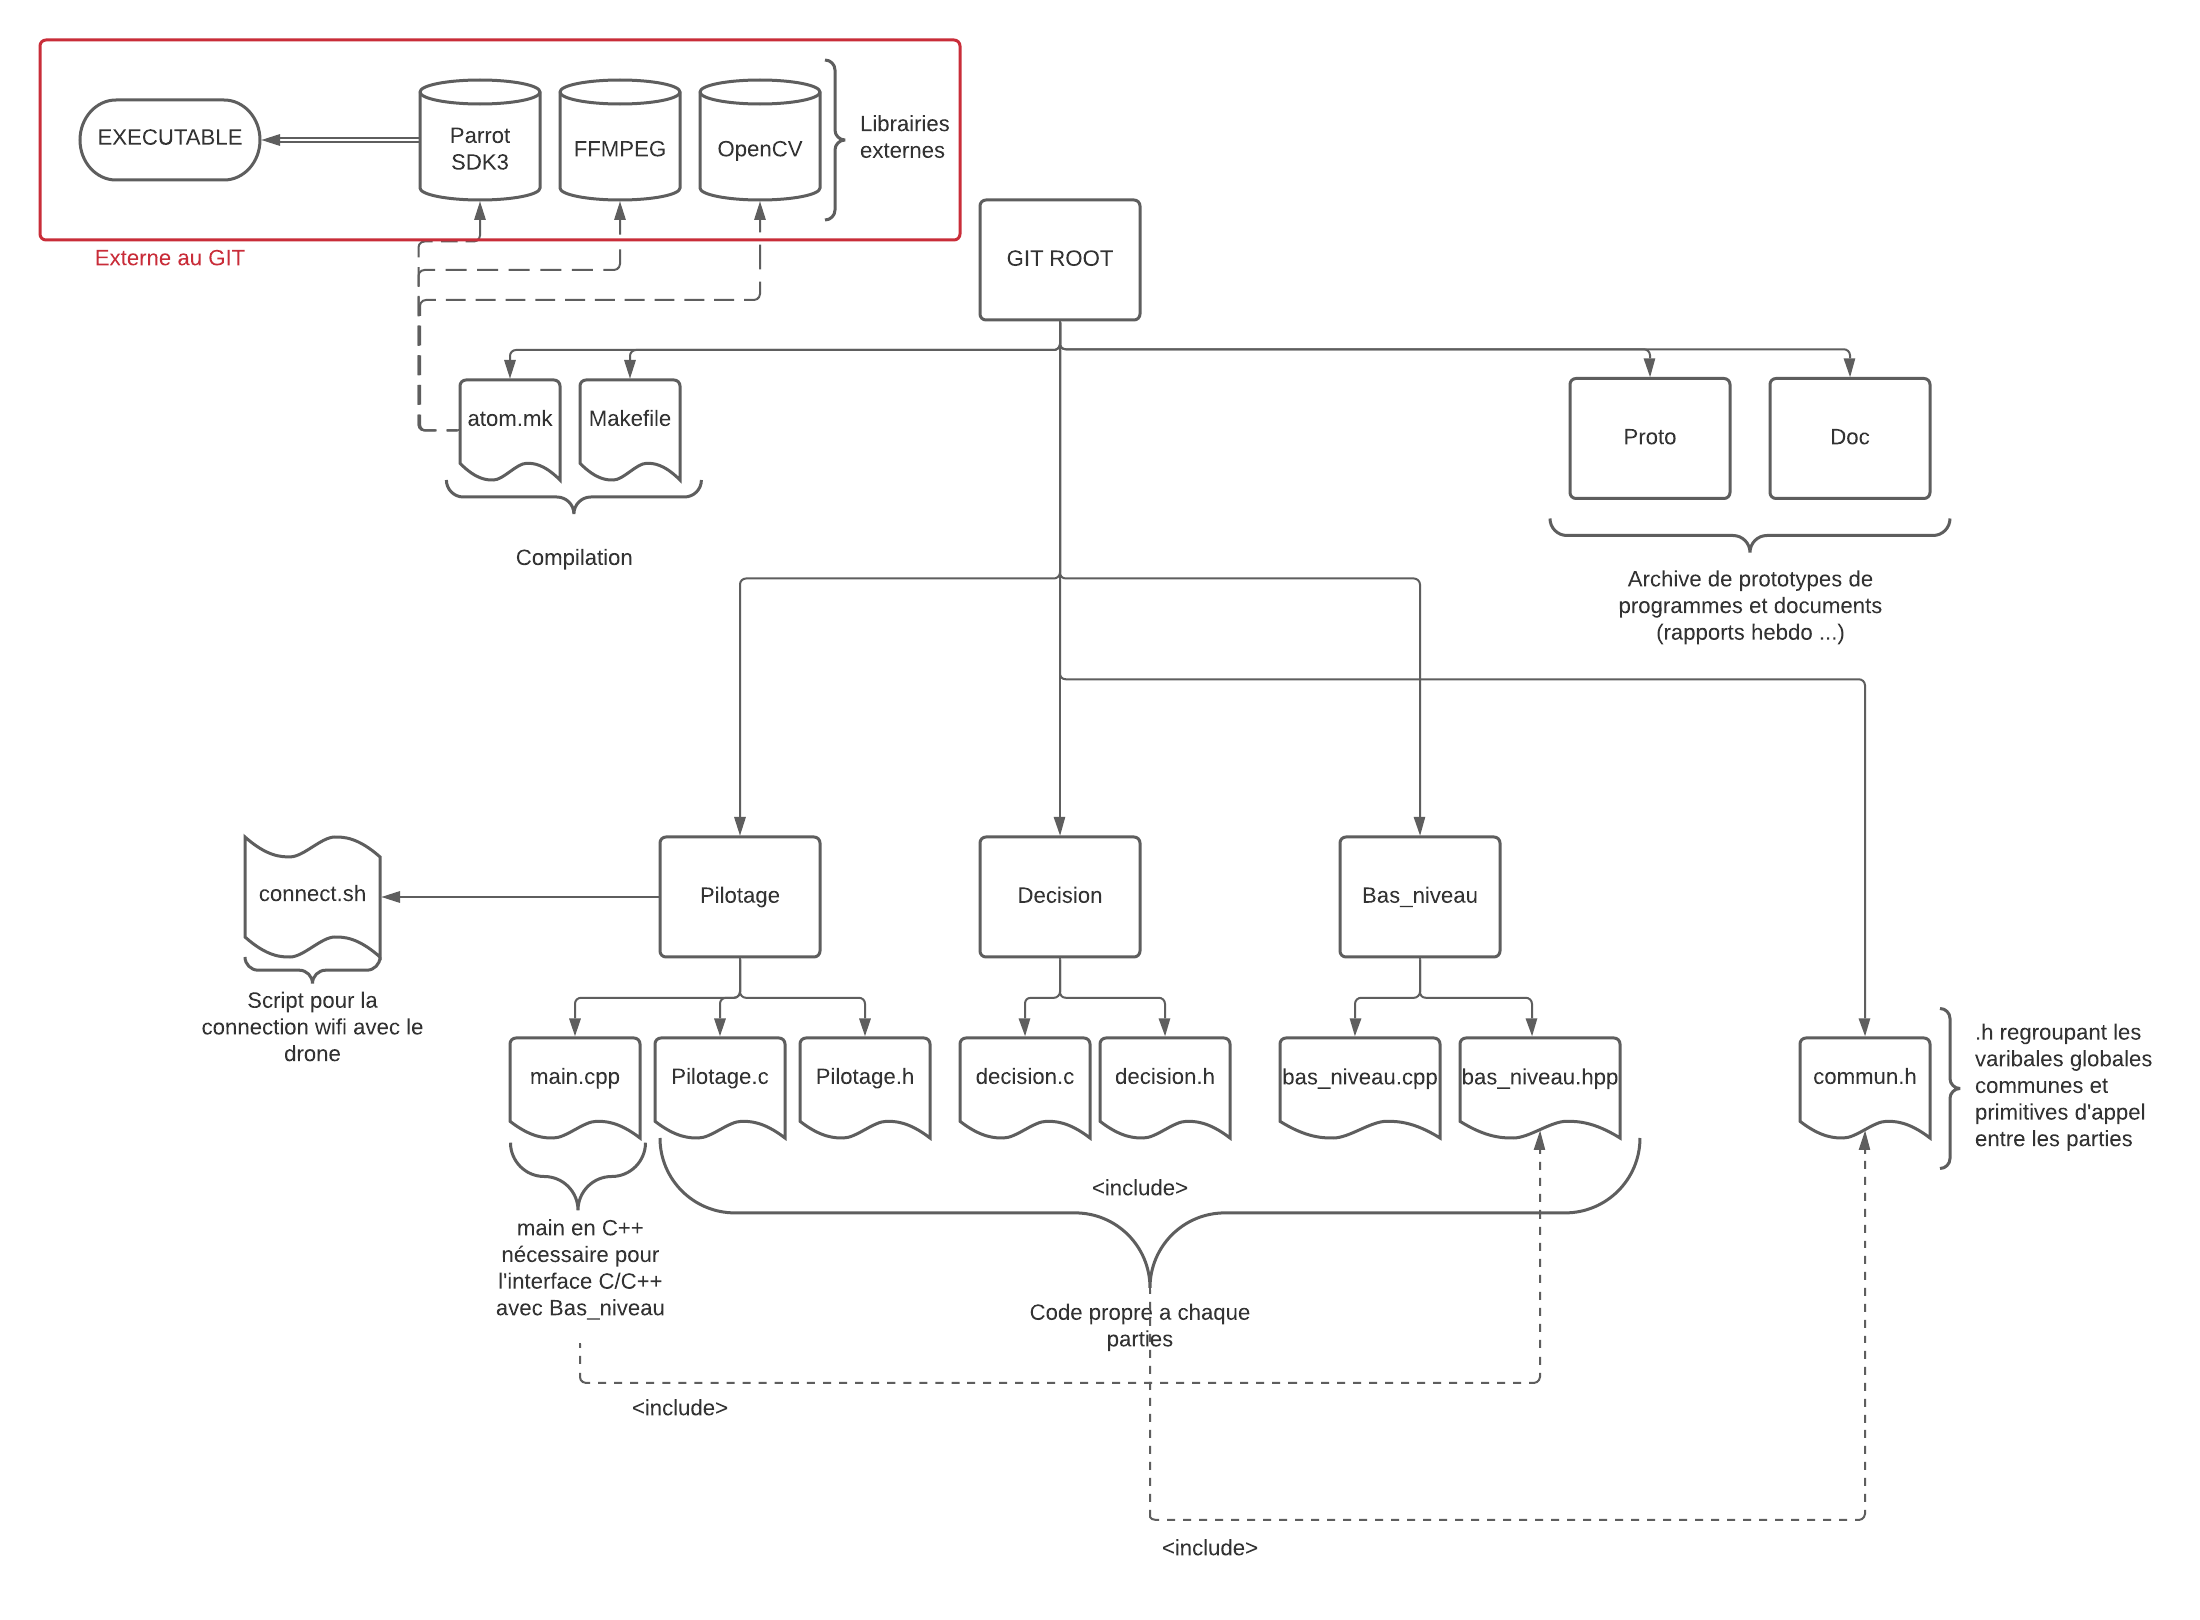 EXECUTABLE
Parrot
SDK3
FFMPEG
OpenCV
Librairies
externes
Externe au GIT
GIT ROOT
atom.mk
Makefile
Compilation
Proto
Doc
Archive de prototypes de
programmes et documents
(rapports hebdo ...)
connect.sh
Script pour la
connection wifi avec le
drone
Pilotage
Decision
Bas_niveau
main.cpp
Pilotage.c
Pilotage.h
decision.c
decision.h
bas_niveau.cpp
bas_niveau.hpp
commun.h
.h regroupant les
varibales globales
communes et
primitives d'appel
entre les parties
<include>
main en C++
nécessaire pour
l'interface C/C++
avec Bas_niveau
Code propre a chaque
parties
<include>
<include>